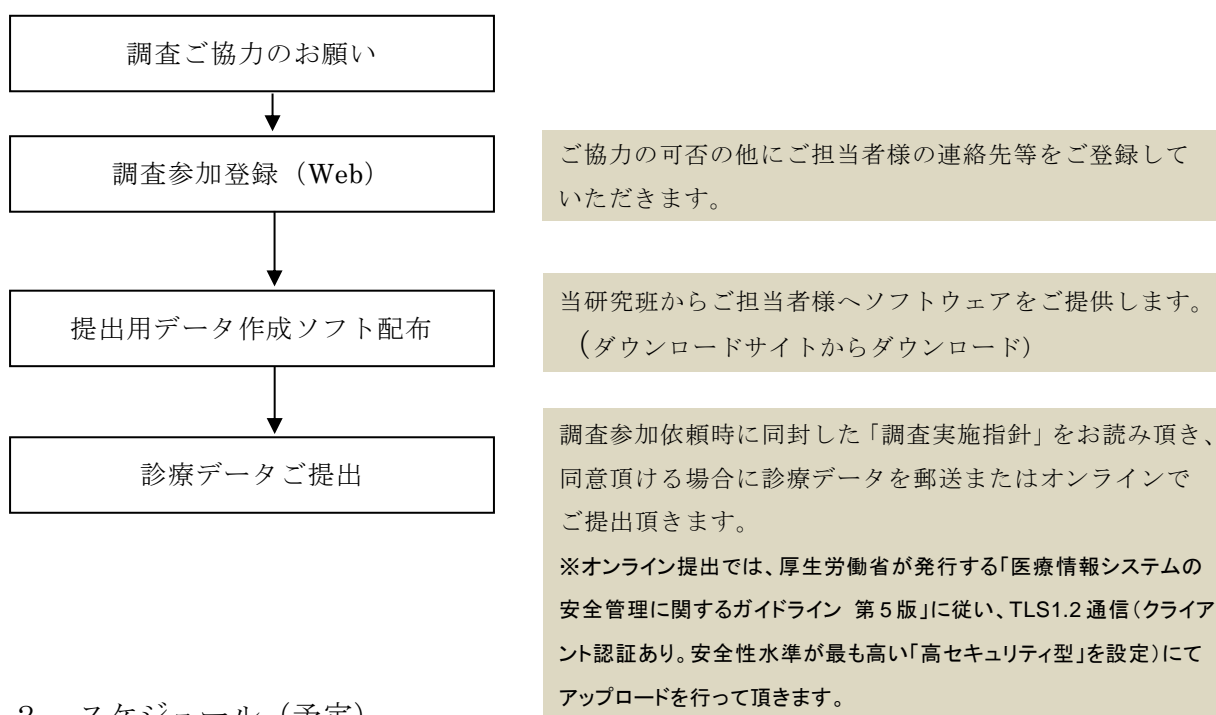 調査ご協力のお願い
調査参加登録（Web）
ご協力の可否の他にご担当者様の連絡先等をご登録して
いただきます。
提出用データ作成ソフト配布
当研究班からご担当者様へソフトウェアをご提供します。
（ダウンロードサイトからダウンロード）
診療データご提出
調査参加依頼時に同封した「調査実施指針」をお読み頂き、
同意頂ける場合に診療データを郵送またはオンラインで
ご提出頂きます。
※オンライン提出では、厚生労働省が発行する「医療情報システムの
安全管理に関するガイドライン 第5版」に従い、TLS1.2 通信（クライア
ント認証あり。安全性水準が最も高い「高セキュリティ型」を設定）にて
アップロードを行って頂きます。
スケジュール（予定）